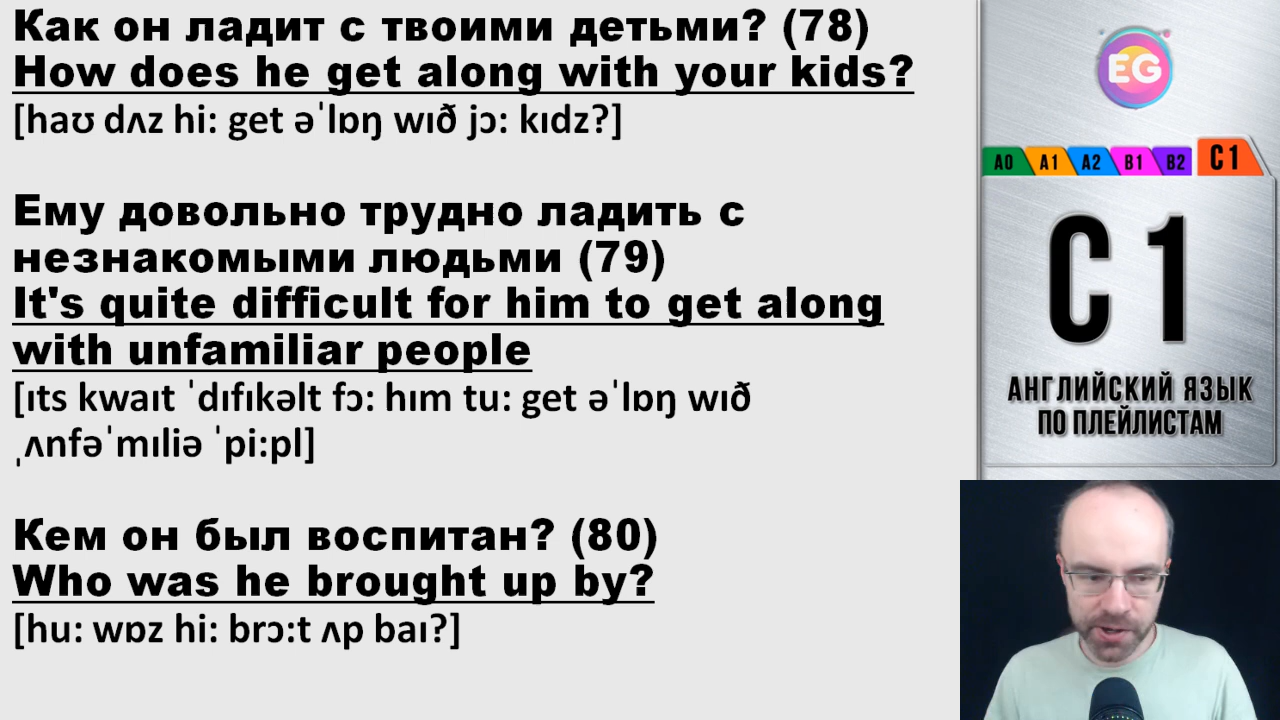 Как он ладит с твоими детьми? (78)
How does he get along with your kids?
[haʊ dʌz hi: get əˈlɒŋ wɪð jɔ: kɪdz?]
Ему довольно трудно ладить с
незнакомыми людьми (79)
It's quite difficult for him to get along
with unfamiliar people
[ɪts kwaɪt ˈdɪfɪkəlt fɔ: hɪm tu: get əˈlɒŋ wɪð
ˌʌnfəˈmɪliə ˈpi:pl]
Кем он был воспитан? (80)
Who was he brought up by?
[hu: wɒz hi: brɔ:t ʌp baɪ?]
EG
A0 A1 A2 B1 B2 C1
C1
АНГЛИЙСКИЙ ЯЗЫК
ПО ПЛЕЙЛИСТАМ